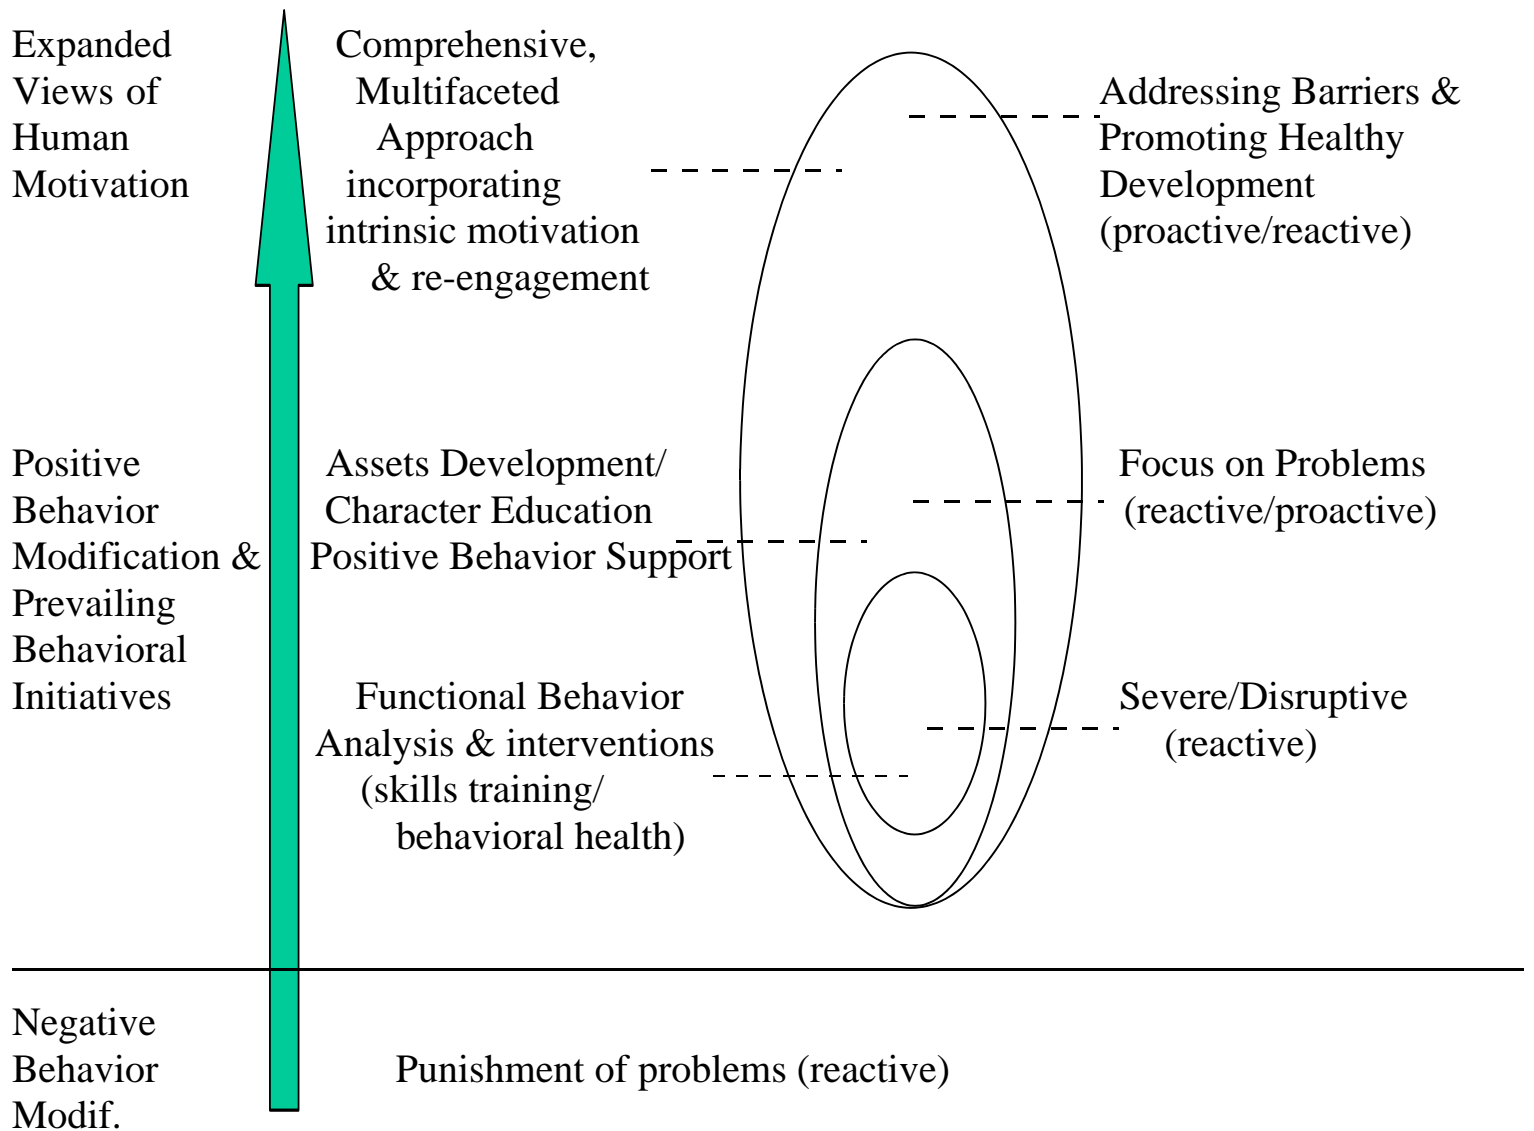 Expanded
Views of
Human
Motivation
Comprehensive,
Multifaceted
Approach
incorporating
intrinsic motivation
& re-engagement
Addressing Barriers &
Promoting Healthy
Development
(proactive/reactive)
Positive
Behavior
Modification &
Prevailing
Behavioral
Initiatives
Assets Development/
Character Education
Positive Behavior Support
Focus on Problems
(reactive/proactive)
Functional Behavior
Analysis & interventions
(skills training/
behavioral health)
Severe/Disruptive
(reactive)
Negative
Behavior
Modif.
Punishment of problems (reactive)